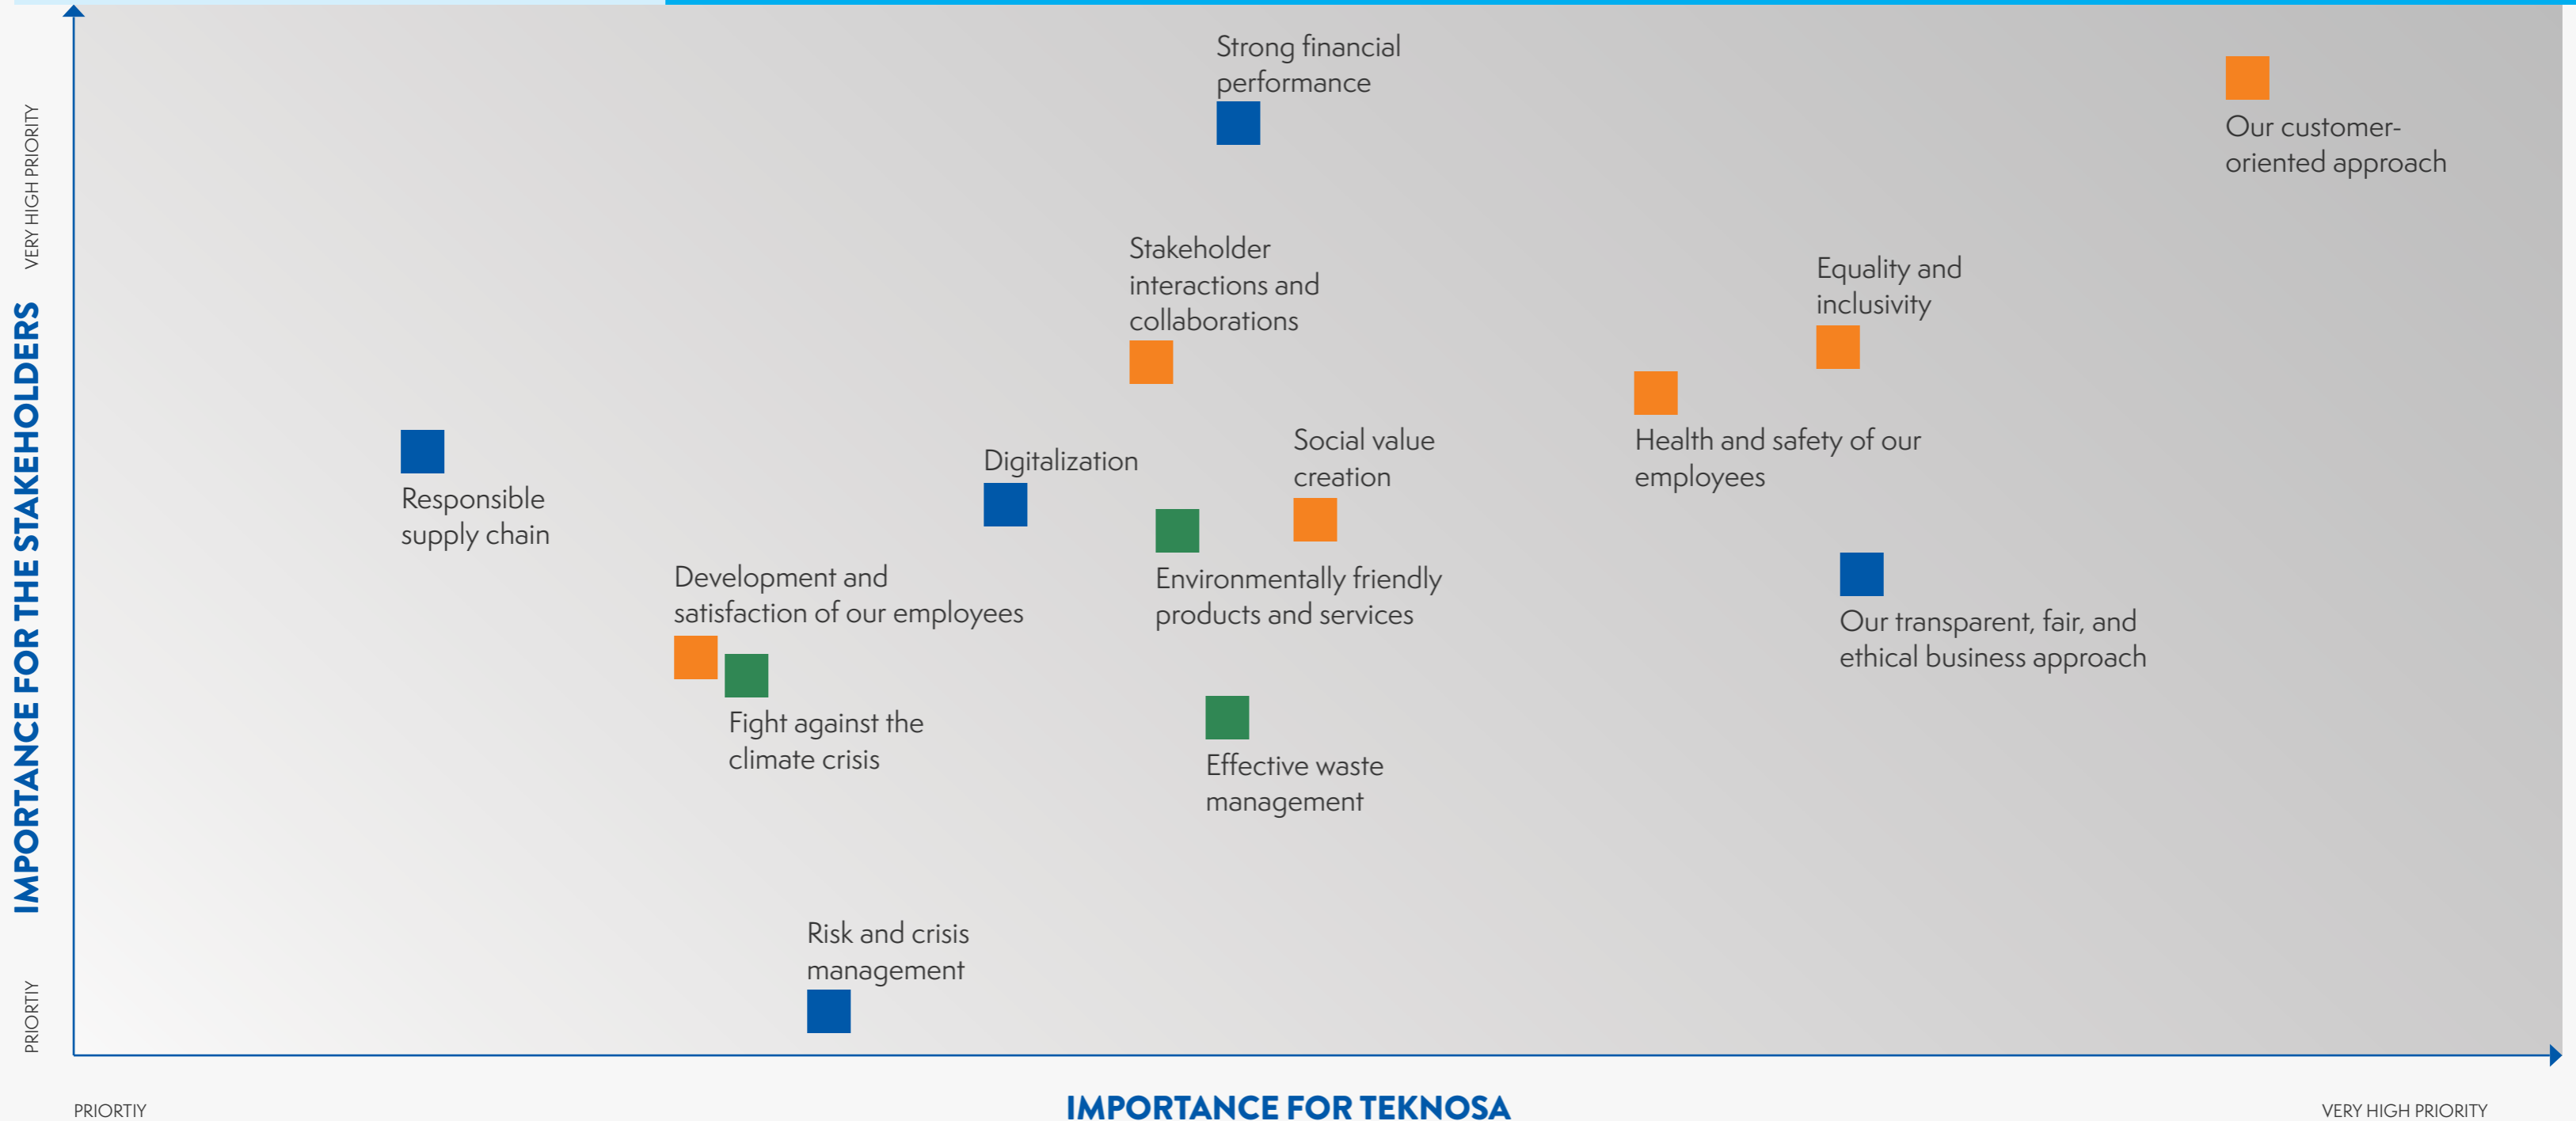 Strong financial
performance
Our customer-
oriented approach
VERY HIGH PRIORITY
Stakeholder
interactions and
collaborations
Equality and
inclusivity
IMPORTANCE FOR THE STAKEHOLDERS
Health and safety of our
employees
Social value
creation
Digitalization
Responsible
supply chain
Development and
satisfaction of our employees
Environmentally friendly
products and services
Our transparent, fair, and
ethical business approach
Fight against the
climate crisis
Effective waste
management
Risk and crisis
management
PRIORTIY
PRIORTIY
IMPORTANCE FOR TEKNOSA
VERY HIGH PRIORITY